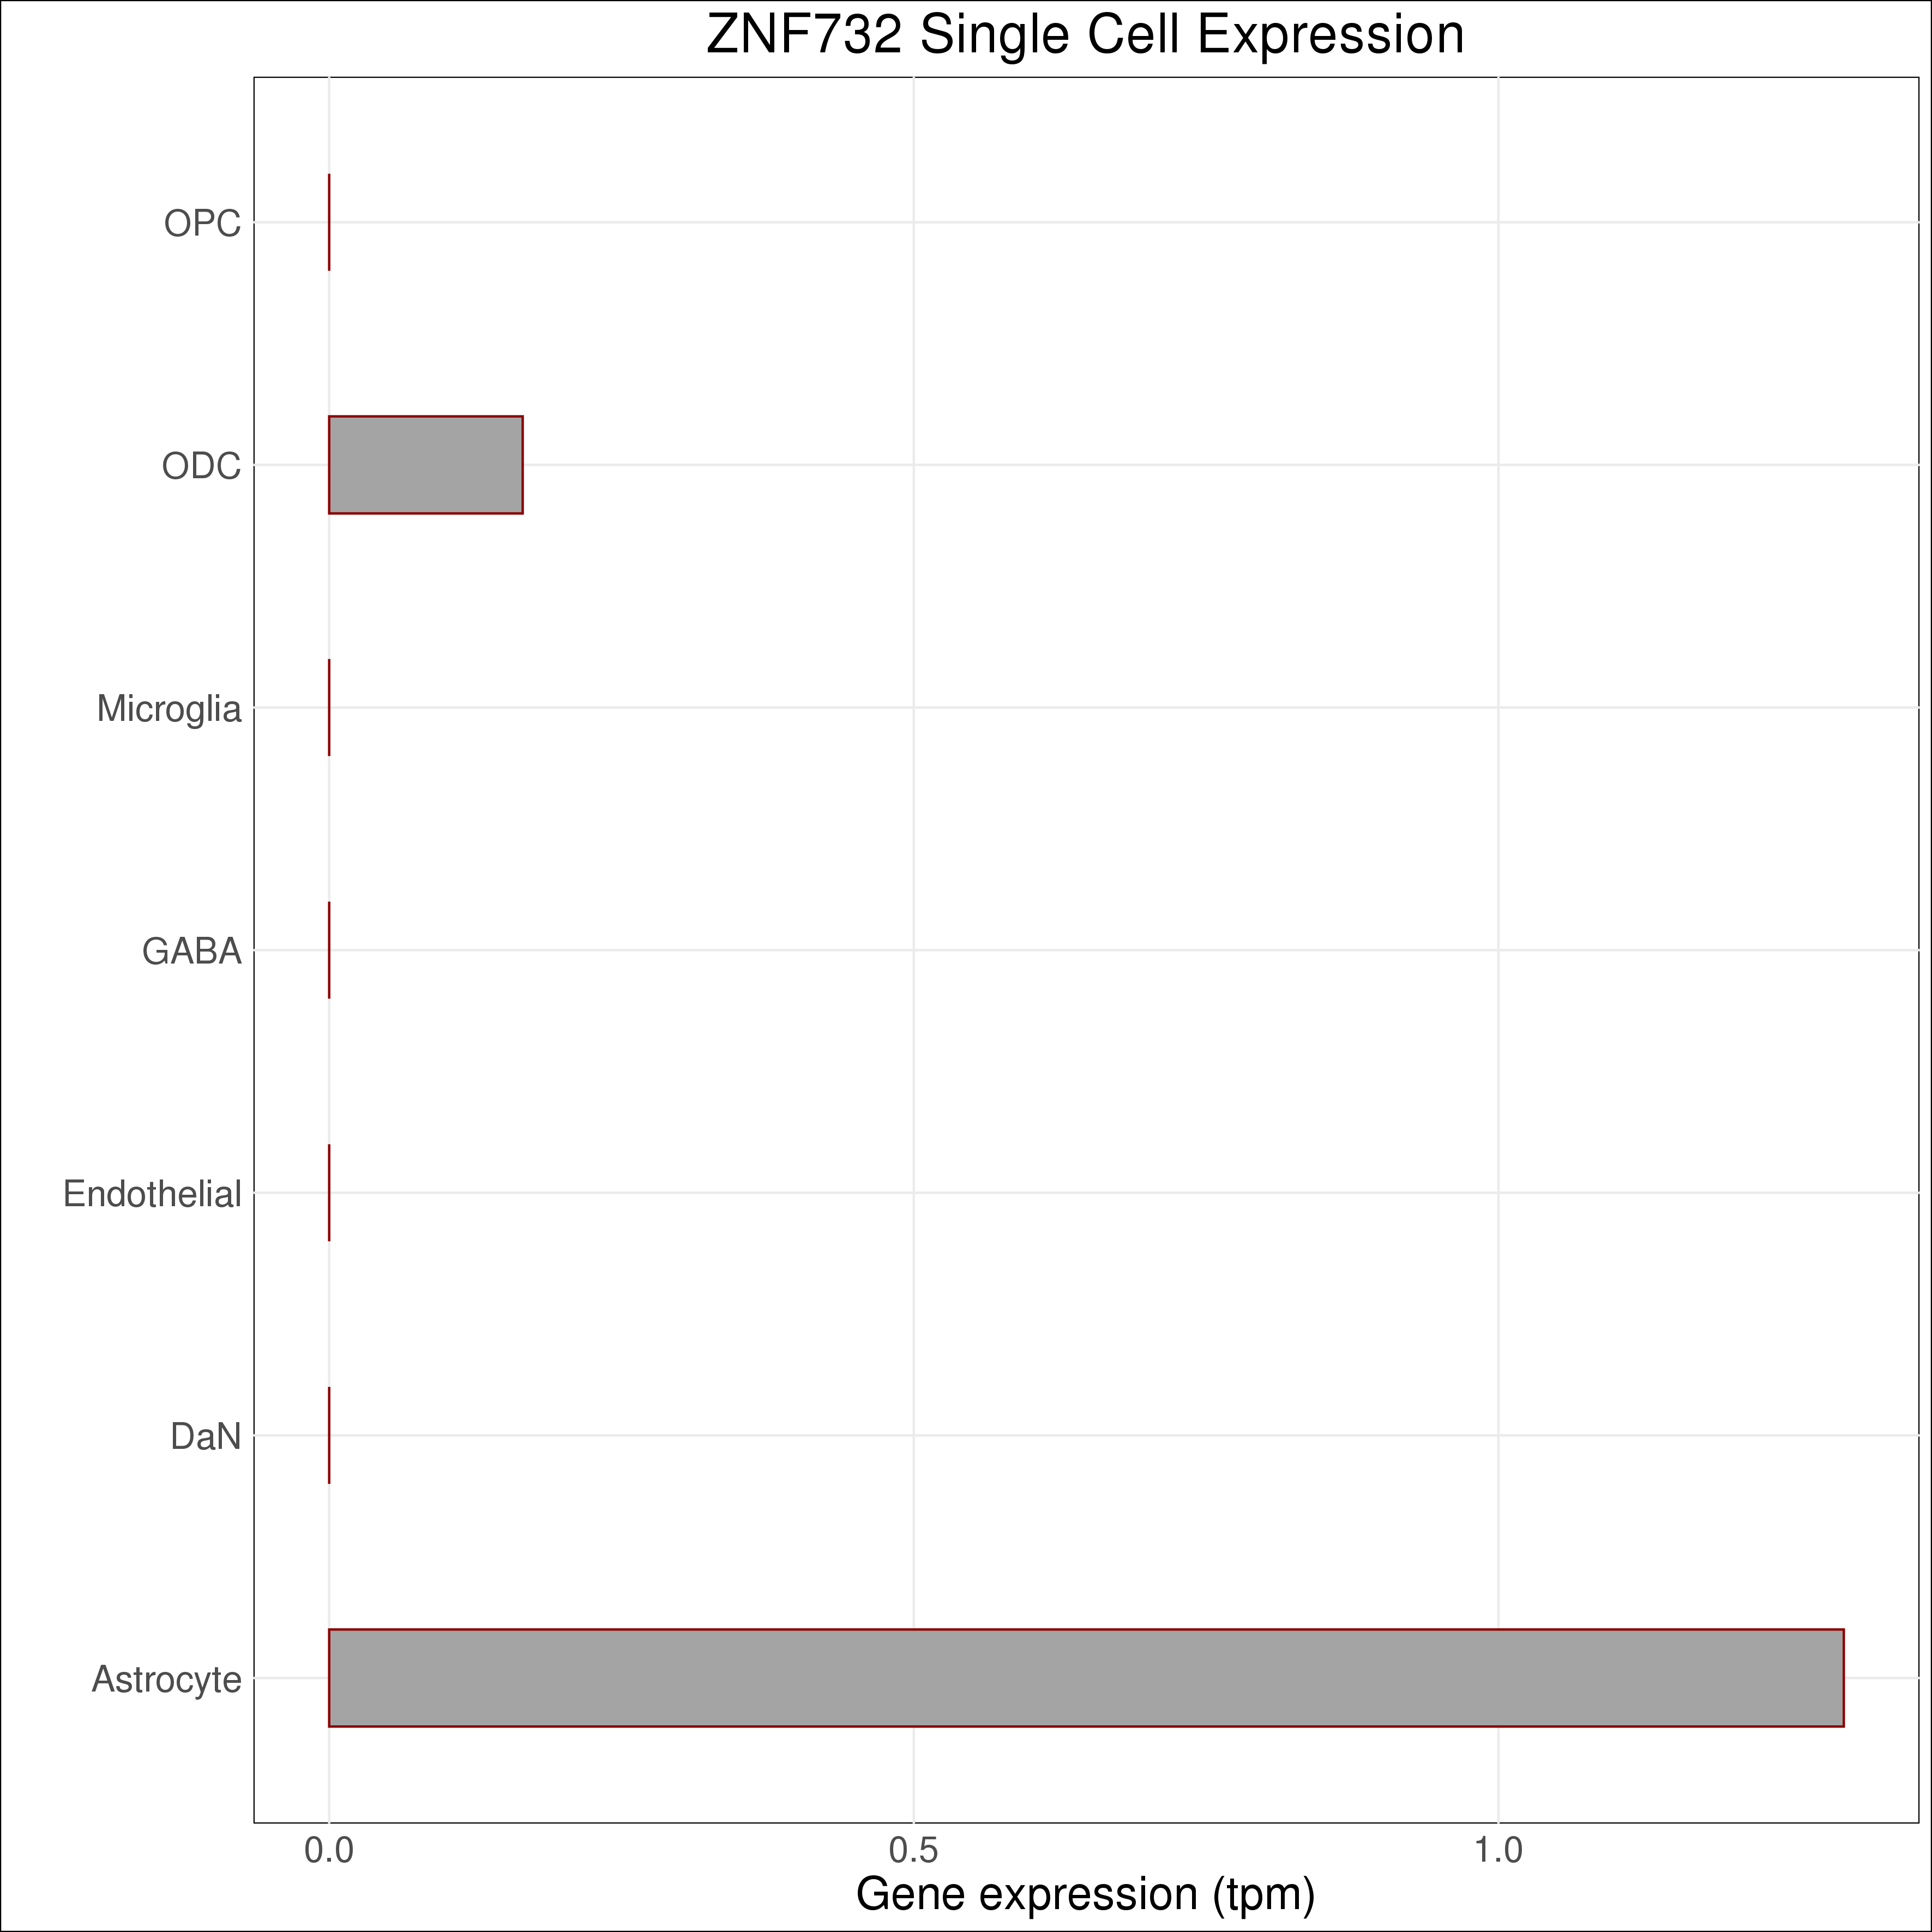 ZNF732 Single Cell Expression
OPC
ODC
Microglia
GABA
Endothelial
DaN
Astrocyte
0.0 0.5 1.0
Gene expression (tpm)